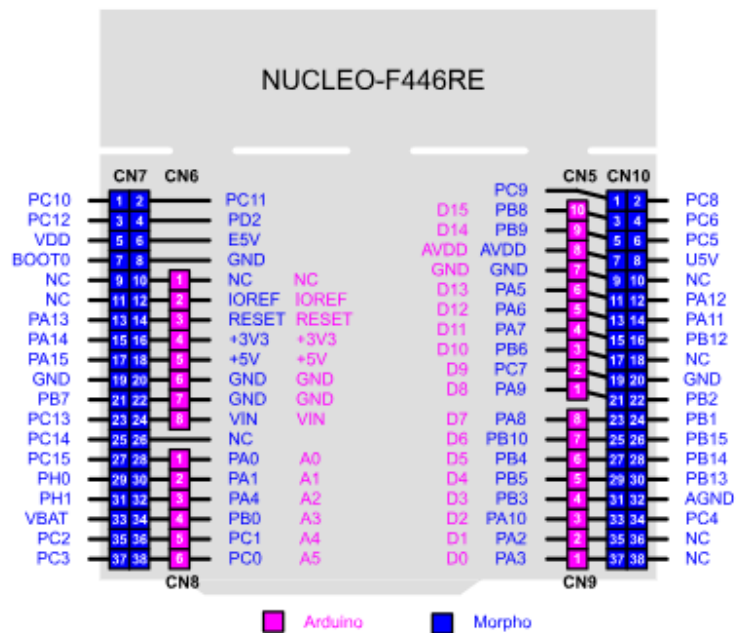 NUCLEO-F446RE
CN7 CN6 CN5 CN10
PC9
PC10 1 2 PC11 1 2 PC8
D15 PB8 10
PC12 3 4 PD2 3 4 PC6
D14 PB9 9
VDD 5 6 E5V 5 6 PC5
AVDD AVDD 8
BOOT0 7 8 GND 7 8 U5V
GND GND 7
NC 9 10 1 NC NC 9 10 NC
D13 PA5 6
NC 11 12 2 IOREF IOREF 11 12 PA12
D12 PA6 5
PA13 13 14 3 RESET RESET 13 14 PA11
D11 PA7 4
PA14 15 16 4 +3V3 +3V3 15 16 PB12
D10 PB6 3
PA15 17 18 5 +5V +5V 17 18 NC
D9 PC7 2
GND 19 20 6 GND GND 19 20 GND
D8 PA9 1
PB7 21 22 7 GND GND 21 22 PB2
PC13 23 24 8 VIN VIN D7 PA8 8 23 24 PB1
PC14 25 26 NC D6 PB10 7 25 26 PB15
PC15 27 28 1 PA0 A0 D5 PB4 6 27 28 PB14
PH0 29 30 2 PA1 A1 D4 PB5 5 29 30 PB13
PH1 31 32 3 PA4 A2 D3 PB3 4 31 32 AGND
VBAT 33 34 4 PB0 A3 D2 PA10 3 33 34 PC4
PC2 35 36 5 PC1 A4 D1 PA2 2 35 36 NC
PC3 37 38 6 PC0 A5 D0 PA3 1 37 38 NC
CN8 CN9
Arduino Morpho